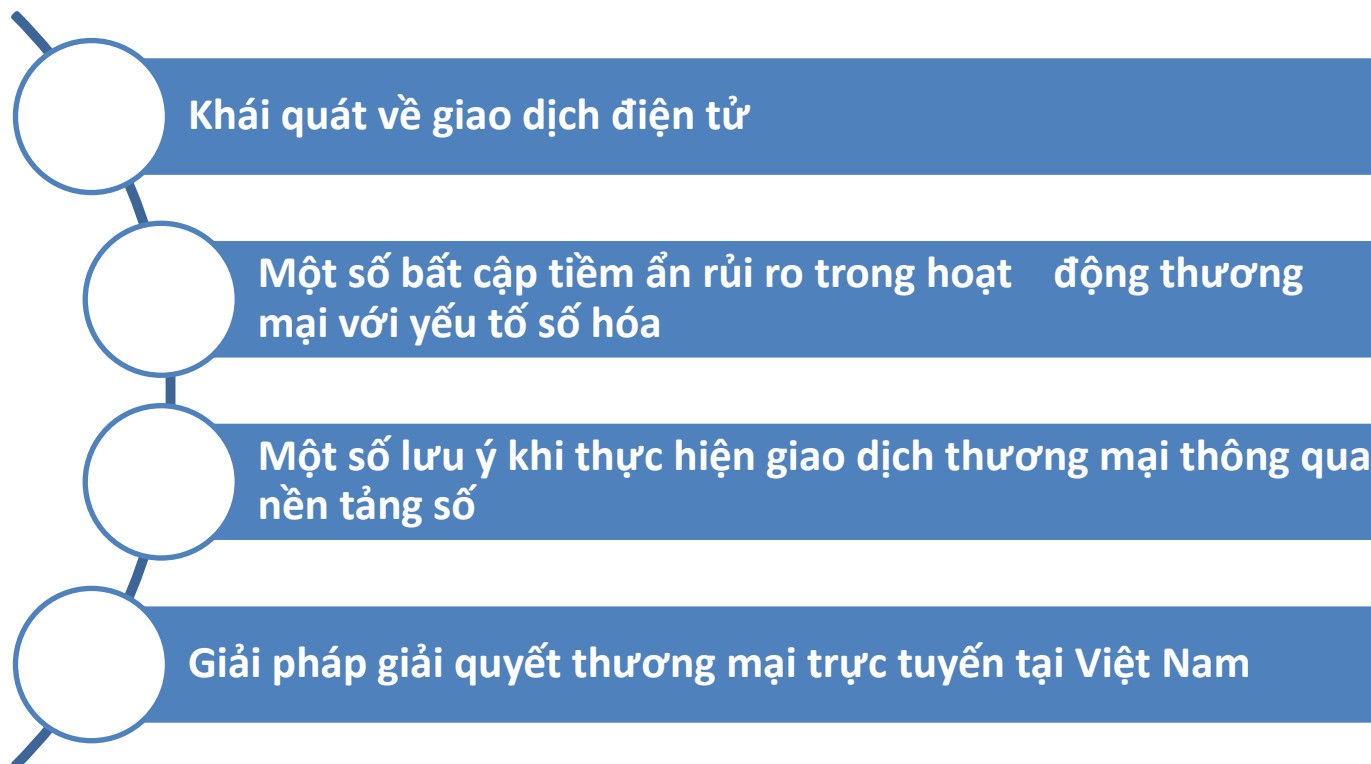 Khái quát về giao dịch điện tử
Một số bất cập tiềm ẩn rủi ro trong hoạt động thương
mại với yếu tố số hóa
Một số lưu ý khi thực hiện giao dịch thương mại thông qua
nền tảng số
Giải pháp giải quyết thương mại trực tuyến tại Việt Nam